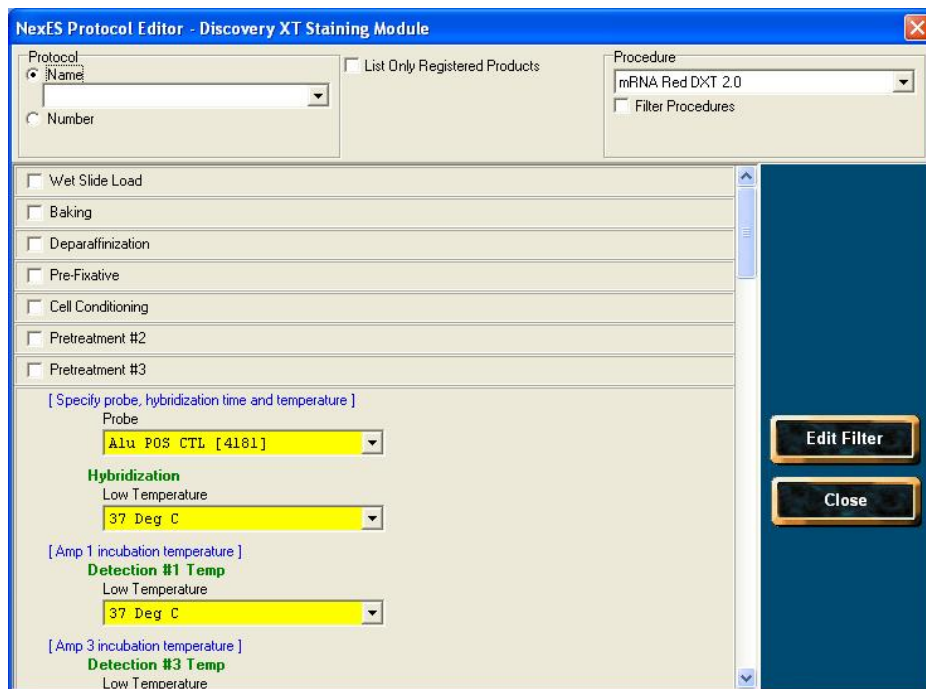 NexES Protocol Editor - Discovery XT Staining Module
Protocol
Name
Number
List Only Registered Products
Procedure
mRNA Red DXT 2.0
Filter Procedures
Wet Slide Load
Baking
Deparaffinization
Pre-Fixative
Cell Conditioning
Pretreatment #2
Pretreatment #3
[ Specify probe, hybridization time and temperature ]
Probe
Alu POS CTL [4181]
Hybridization
Low Temperature
37 Deg C
[ Amp 1 incubation temperature ]
Detection #1 Temp
Low Temperature
37 Deg C
[ Amp 3 incubation temperature ]
Detection #3 Temp
Low Temperature
Edit Filter
Close